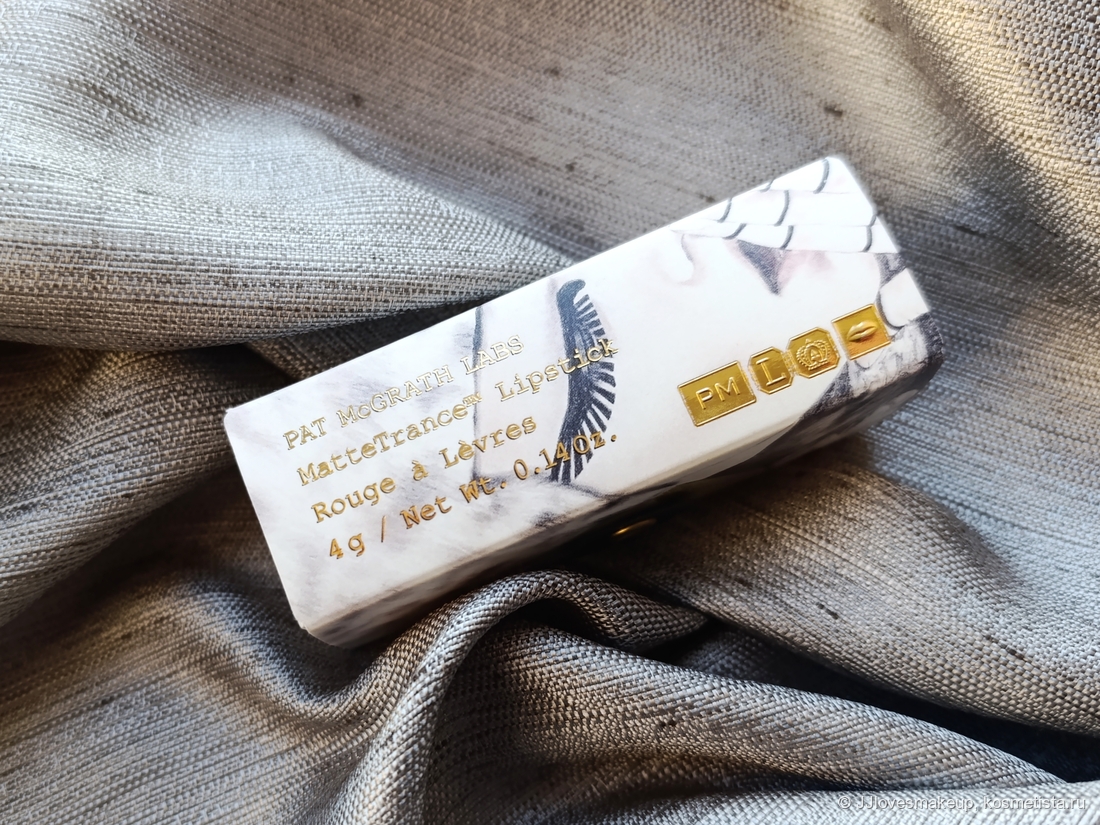 PAT McGRATH LABS
MatteTrance™ Lipstick
Rouge à Lèvres
4g / Net Wt. 0.14Oz.
PM L
© JJlovesmakeup, kosmetista.ru